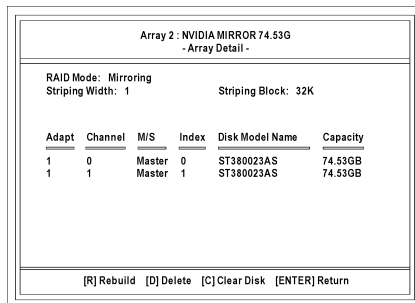 Array 2 : NVIDIA MIRROR 74.53G
- Array Detail -
RAID Mode: Mirroring
Striping Width: 1 Striping Block: 32K
Adapt Channel M/S Index Disk Model Name Capacity
1 0 Master 0 ST380023AS 74.53GB
1 1 Master 1 ST380023AS 74.53GB
[R] Rebuild [D] Delete [C] Clear Disk [ENTER] Return